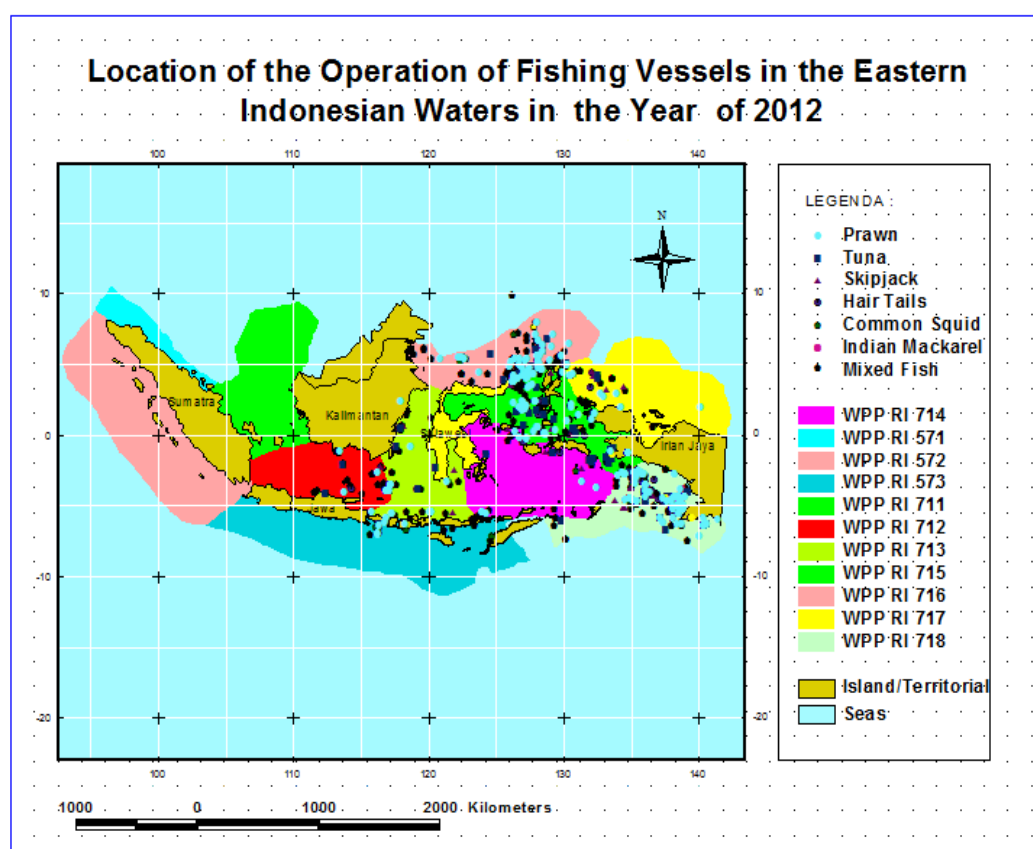 Location of the Operation of Fishing Vessels in the Eastern
Indonesian Waters in the Year of 2012
100 110 120 130 140
N
10 10
0 0
-10 -10
-20 -20
Sumatra
Kalimantan
Irian Jaya
Jawa
100 110 120 130 140
1000 0 1000 2000 Kilometers
LEGENDA :
Prawn
Tuna
Skipjack
Hair Tails
Common Squid
Indian Mackarel
Mixed Fish
WPP RI 714
WPP RI 571
WPP RI 572
WPP RI 573
WPP RI 711
WPP RI 712
WPP RI 713
WPP RI 715
WPP RI 716
WPP RI 717
WPP RI 718
Island/Territorial
Seas